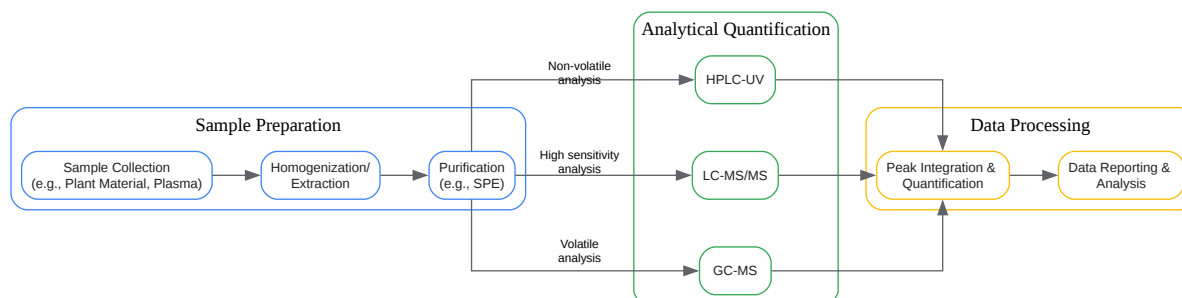 Analytical Quantification
Non-volatile
analysis
HPLC-UV
Sample Preparation
Data Processing
Sample Collection
(e.g., Plant Material, Plasma)
Homogenization/
Extraction
Purification
(e.g., SPE)
High sensitivity
analysis
LC-MS/MS
Peak Integration &
Quantification
Data Reporting &
Analysis
Volatile
analysis
GC-MS